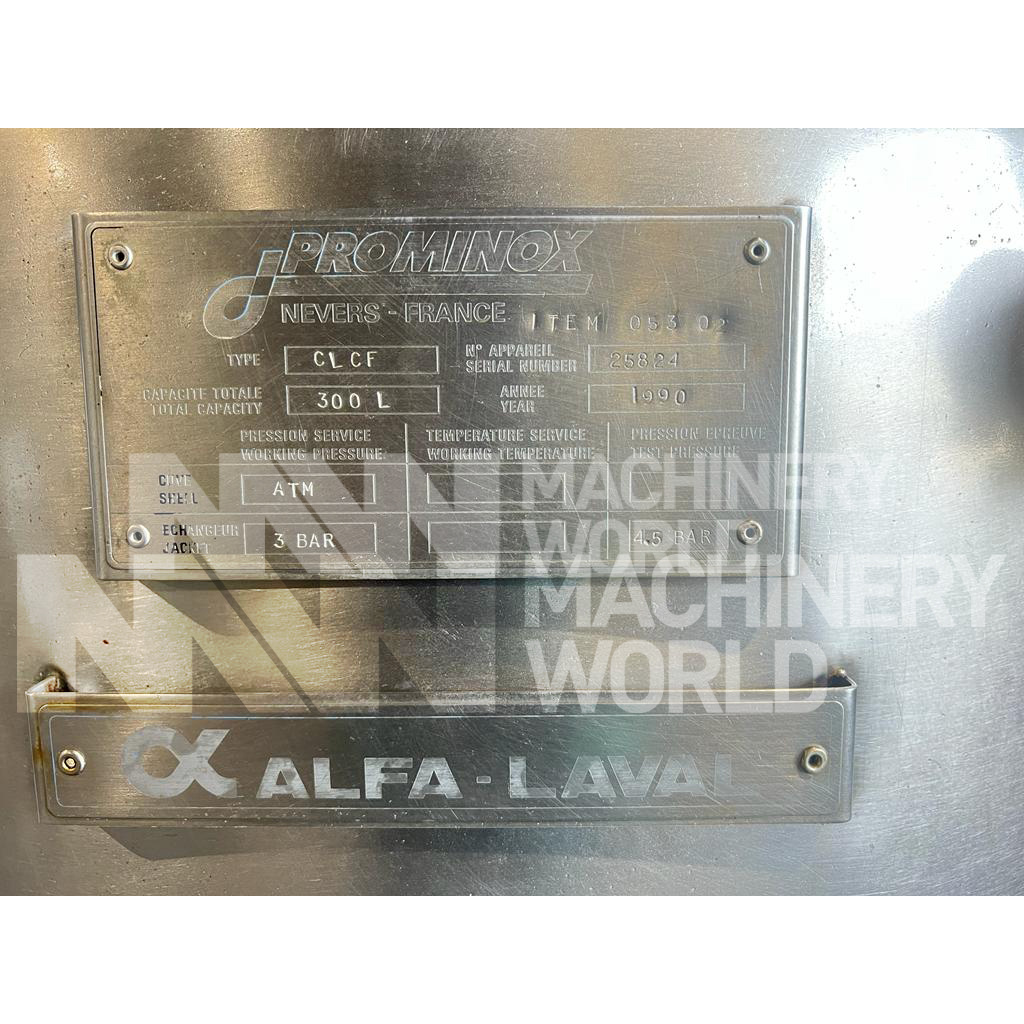 PROMINOX
NEVERS - FRANCE ITEM 053 02
TYPE CLCF N° APPAREIL SERIAL NUMBER 25824
CAPACITE TOTALE TOTAL CAPACITY 300 L ANNEE YEAR 1990
PRESSION SERVICE TEMPERATURE SERVICE PRESSION EPREUVE
WORKING PRESSURE WORKING TEMPERATURE TEST PRESSURE
CUVE SHELL ATM
ECHANGEUR JACKET 3 BAR 4.5 BAR
MACHINERY
WORLD
MACHINERY
WORLD
ALFA-LAVAL